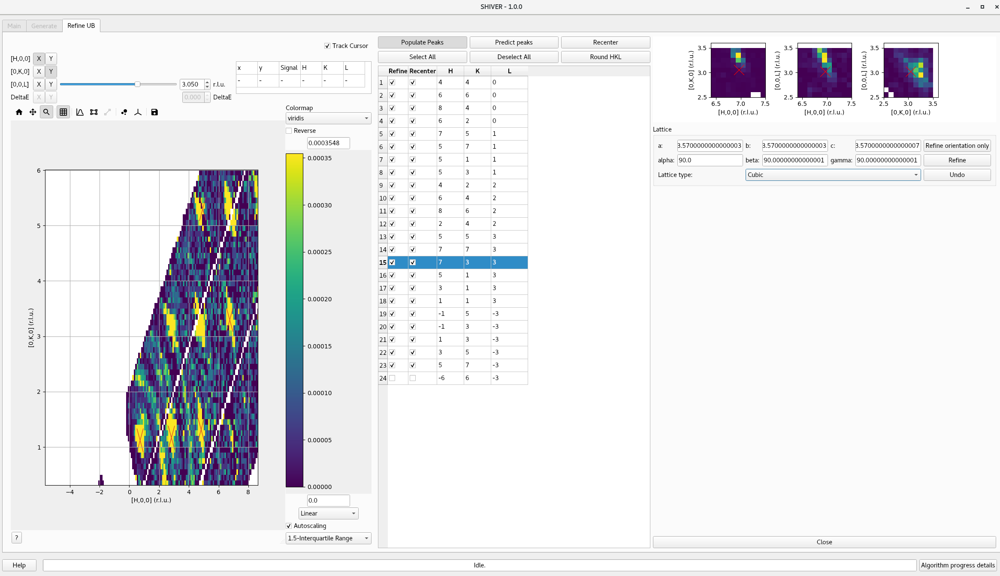 SHIVER - 1.0.0
Main Generate Refine UB
Track Cursor
[H,0,0] X Y
[0,K,0] X Y
[0,0,L] X Y 3.050 r.l.u.
DeltaE X Y 0.000 DeltaE
x y Signal H K L
- - - - - -
Colormap
viridis
Reverse
0.0003548
0.00035
0.00030
0.00025
0.00020
0.00015
0.00010
0.00005
0.00000
0.0
Linear
Autoscaling
1.5-Interquartile Range
6
5
4
3
2
1
[0,K,0] (r.l.u.)
−4 −2 0 2 4 6 8
[H,0,0] (r.l.u.)
?
Populate Peaks Predict peaks Recenter
Select All Deselect All Round HKL
Refine Recenter H K L
1 4 4 0
2 6 6 0
3 8 4 0
4 6 2 0
5 7 5 1
6 5 7 1
7 5 1 1
8 5 3 1
9 4 2 2
10 6 4 2
11 8 6 2
12 2 4 2
13 5 5 3
14 7 7 3
15 7 3 3
16 5 1 3
17 3 1 3
18 1 1 3
19 -1 5 -3
20 -1 3 -3
21 1 3 -3
22 3 5 -3
23 5 7 -3
24 -6 6 -3
3.5
3.0
2.5
[0,K,0] (r.l.u.)
6.5 7.0 7.5
[H,0,0] (r.l.u.)
3.5
3.0
2.5
[0,0,L] (r.l.u.)
6.5 7.0 7.5
[H,0,0] (r.l.u.)
3.5
3.0
2.5
[0,0,L] (r.l.u.)
2.5 3.0 3.5
[0,K,0] (r.l.u.)
Lattice
a: 3.5700000000000003 b: 3.5700000000000003 c: 3.5700000000000007 Refine orientation only
alpha: 90.0 beta: 90.00000000000001 gamma: 90.00000000000001 Refine
Lattice type: Cubic Undo
Close
Help Idle. Algorithm progress details